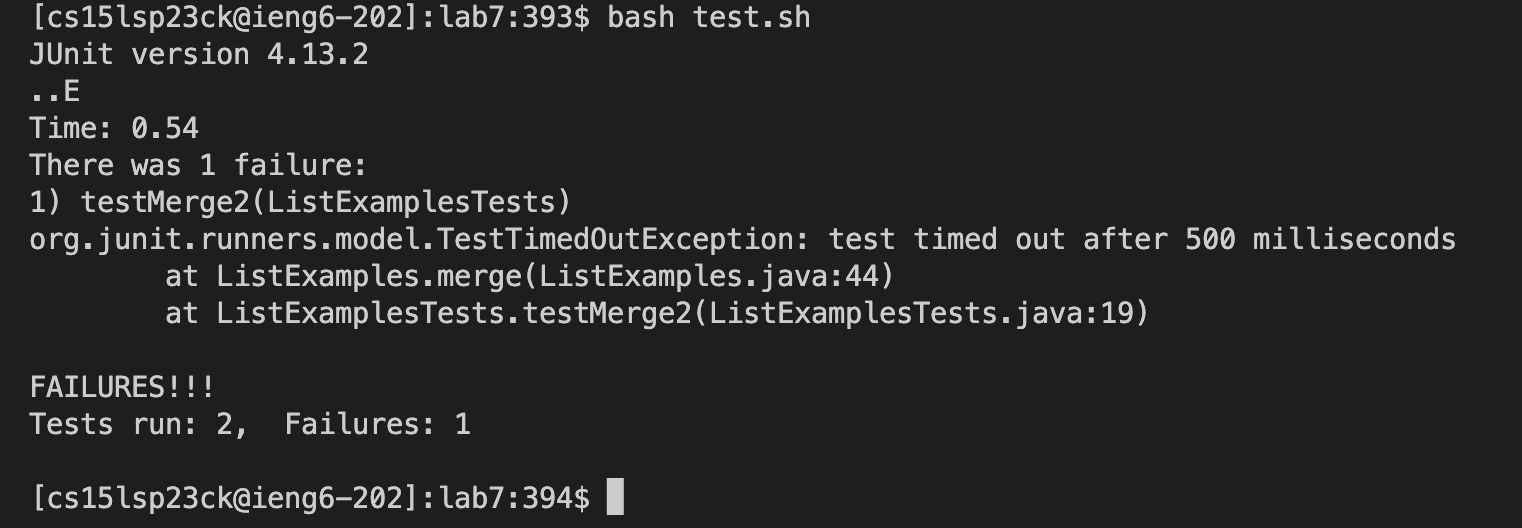 [cs15lsp23ck@ieng6-202]:lab7:393$ bash test.sh
JUnit version 4.13.2
..E
Time: 0.54
There was 1 failure:
1) testMerge2(ListExamplesTests)
org.junit.runners.model.TestTimedOutException: test timed out after 500 milliseconds
        at ListExamples.merge(ListExamples.java:44)
        at ListExamplesTests.testMerge2(ListExamplesTests.java:19)

FAILURES!!!
Tests run: 2,  Failures: 1

[cs15lsp23ck@ieng6-202]:lab7:394$